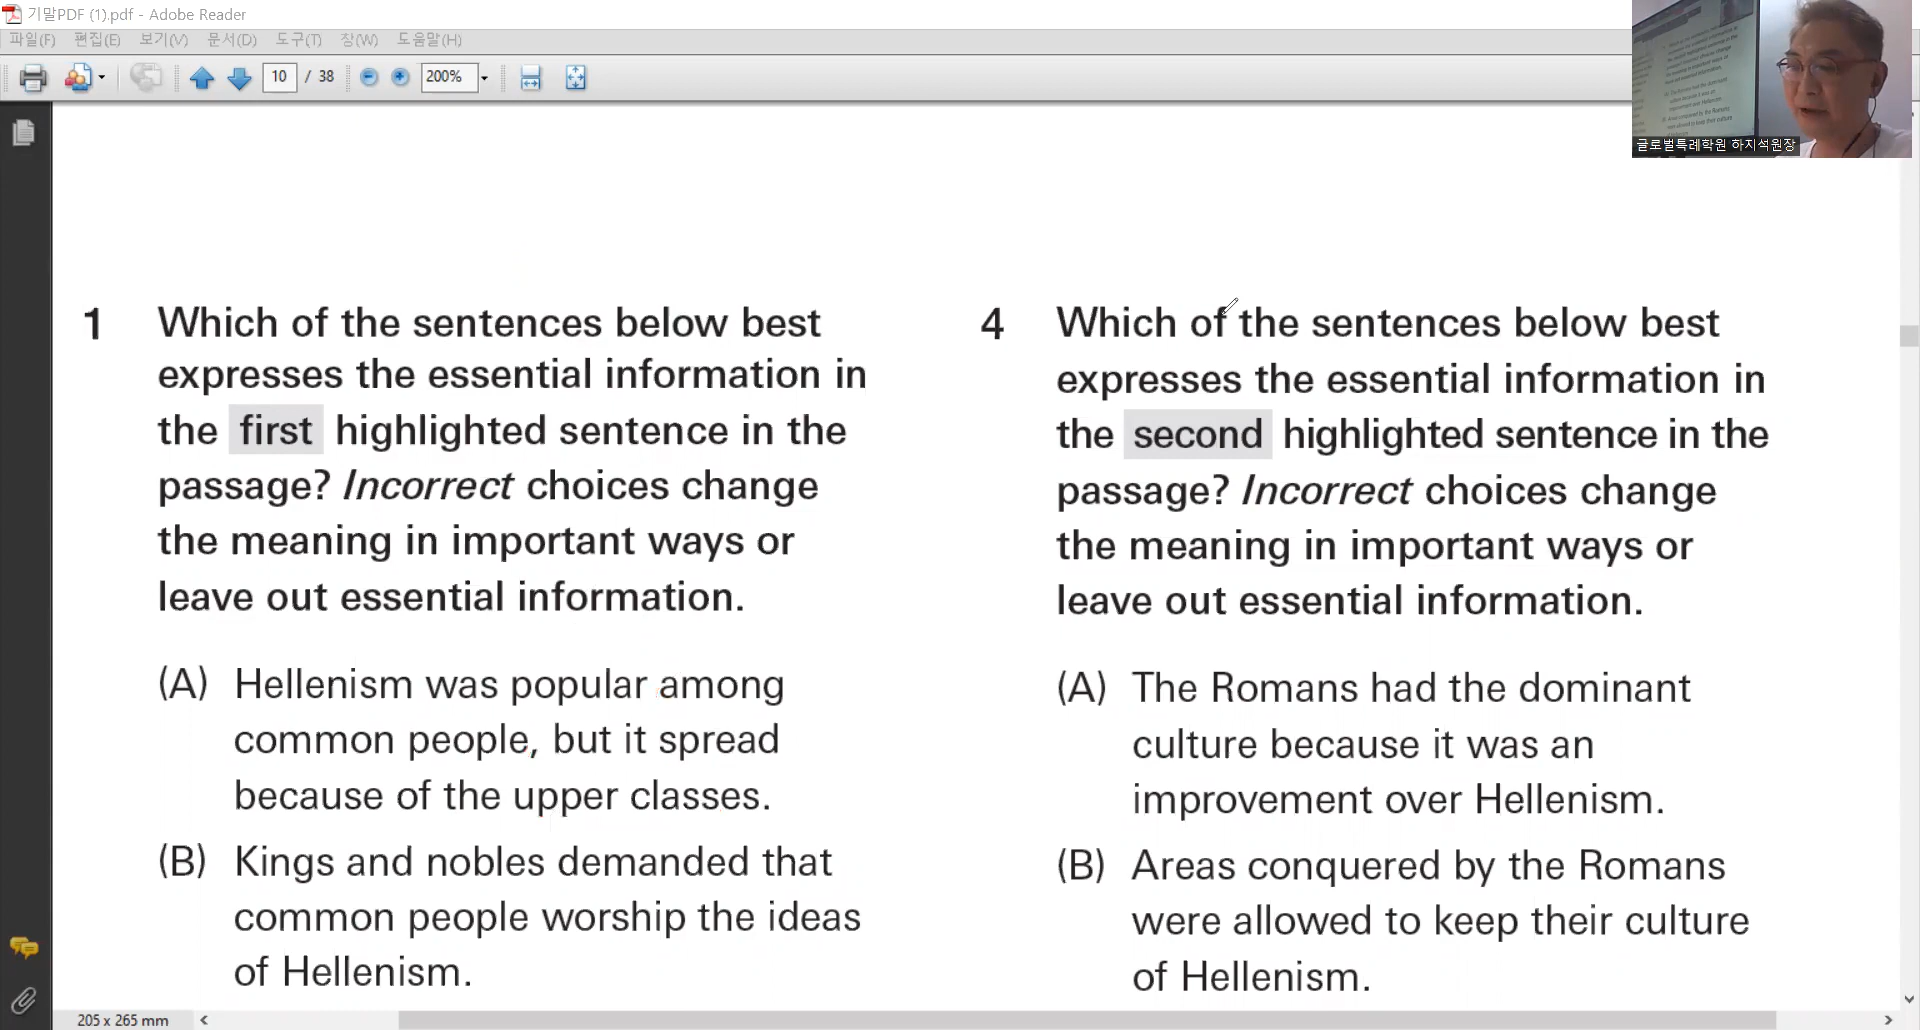 기말PDF (1).pdf - Adobe Reader
파일(F) 편집(E) 보기(V) 문서(D) 도구(T) 창(W) 도움말(H)
10 / 38 200%
글로벌특례학원 하지석원장
1 Which of the sentences below best
expresses the essential information in
the first highlighted sentence in the
passage? Incorrect choices change
the meaning in important ways or
leave out essential information.
(A) Hellenism was popular among
common people, but it spread
because of the upper classes.
(B) Kings and nobles demanded that
common people worship the ideas
of Hellenism.
4 Which of the sentences below best
expresses the essential information in
the second highlighted sentence in the
passage? Incorrect choices change
the meaning in important ways or
leave out essential information.
(A) The Romans had the dominant
culture because it was an
improvement over Hellenism.
(B) Areas conquered by the Romans
were allowed to keep their culture
of Hellenism.
205 x 265 mm